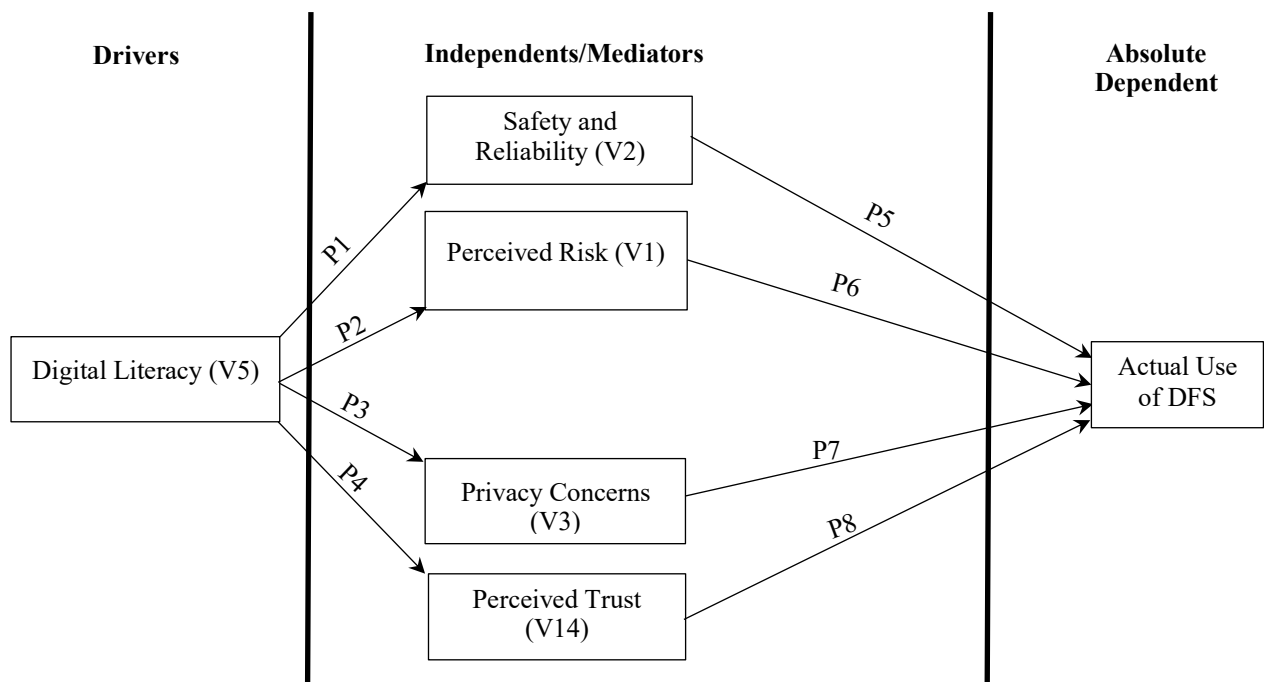 Drivers
Independents/Mediators
Absolute
Dependent
Safety and
Reliability (V2)
P1
P5
Perceived Risk (V1)
P6
P2
Digital Literacy (V5)
Actual Use
of DFS
P3
P7
Privacy Concerns
(V3)
P4
P8
Perceived Trust
(V14)